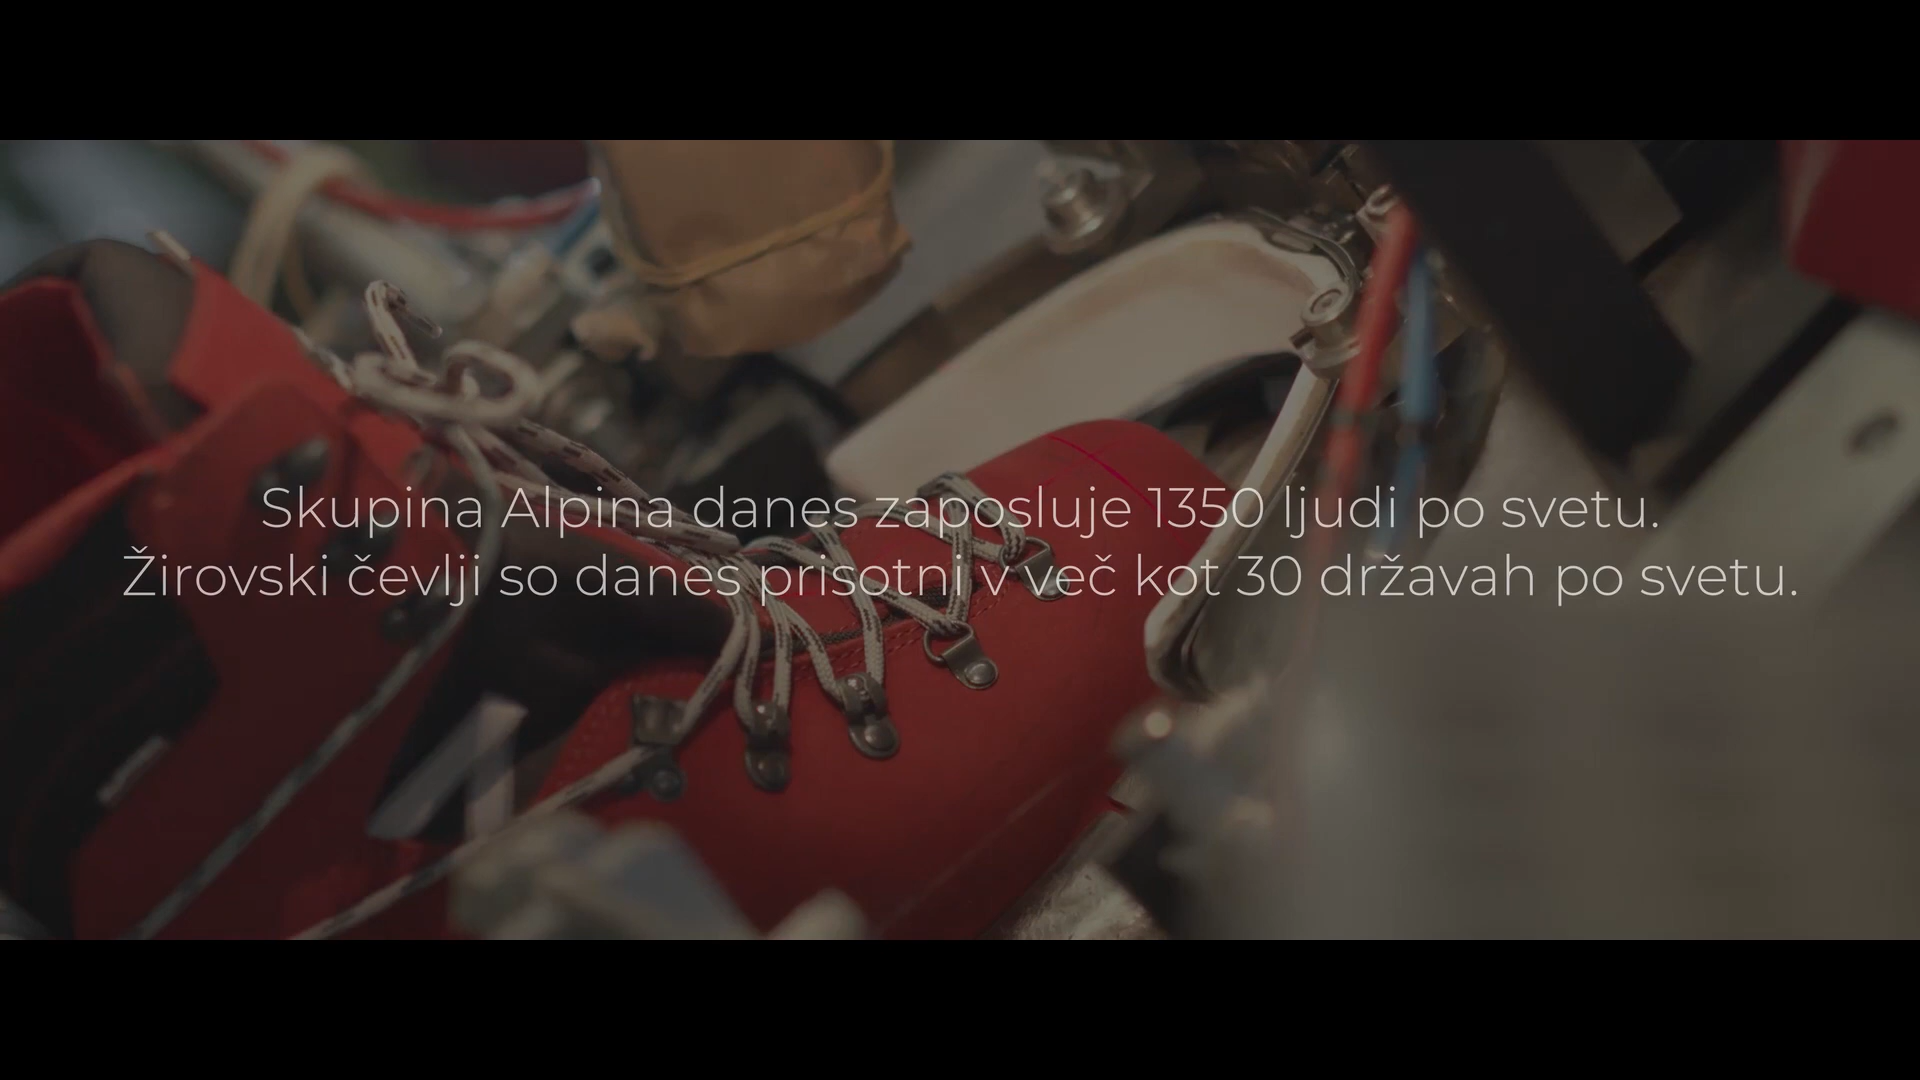 Skupina Alpina danes zaposluje 1350 ljudi po svetu.
Žirovski čevlji so danes prisotni v več kot 30 državah po svetu.